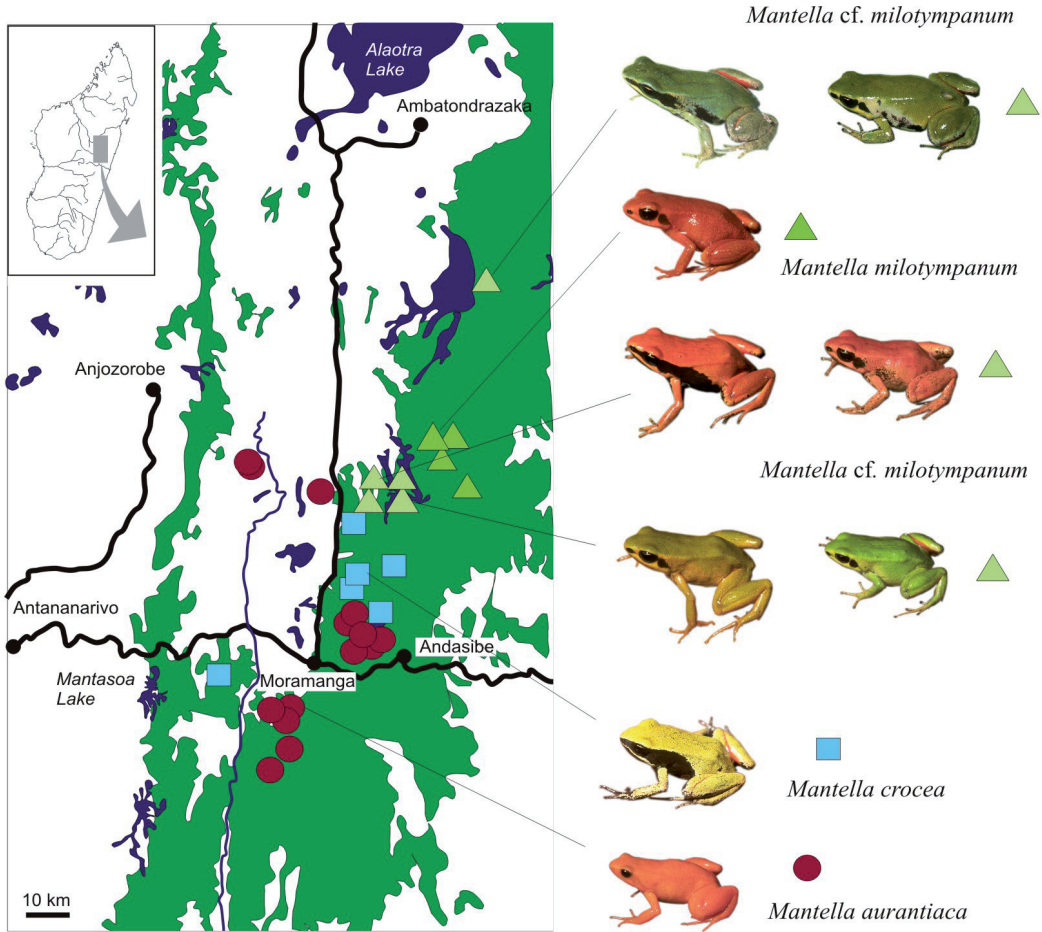 Mantella cf. milotympanum
Alaotra
Lake
Ambatondrazaka
Mantella milotympanum
Anjozorobe
Mantella cf. milotympanum
Antananarivo
Andasibe
Mantasoa
Lake
Moramanga
Mantella crocea
10 km
Mantella aurantiaca